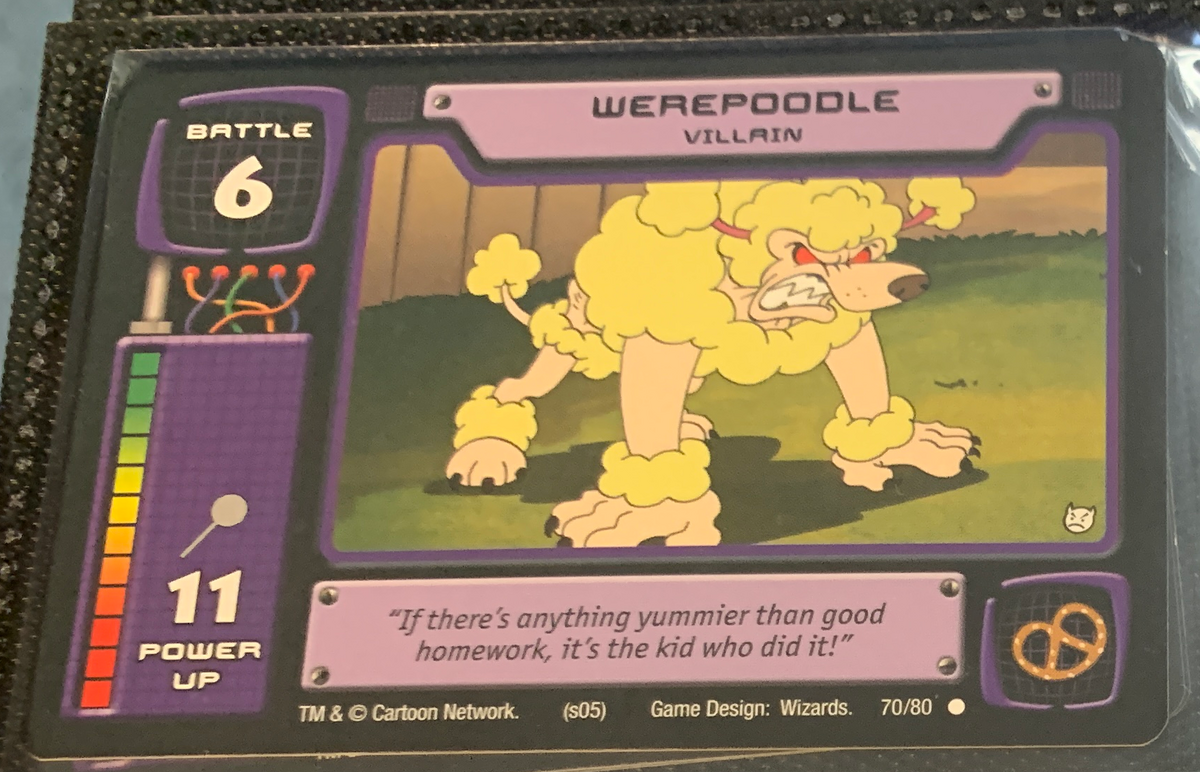 BATTLE
6
WEREPOODLE
VILLAIN
11
POWER
UP
“If there’s anything yummier than good
homework, it’s the kid who did it!”
TM & © Cartoon Network. (s05) Game Design: Wizards. 70/80